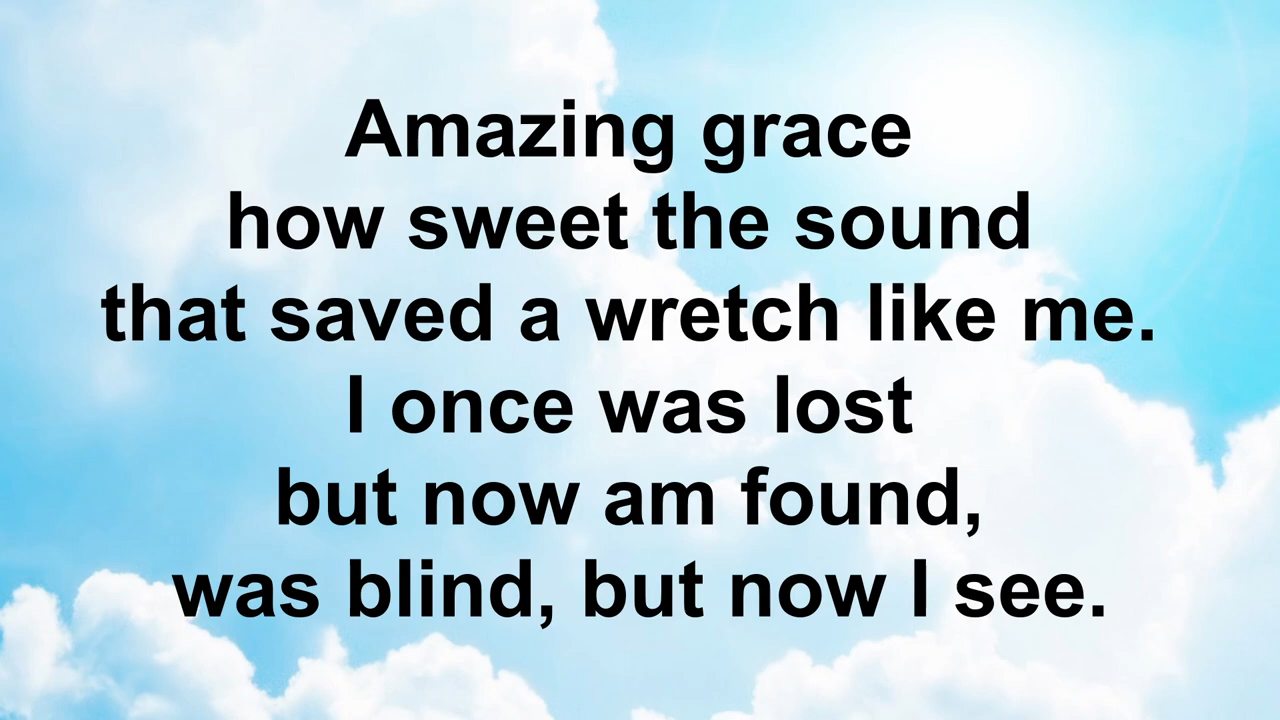 Amazing grace
how sweet the sound
that saved a wretch like me.
I once was lost
but now am found,
was blind, but now I see.